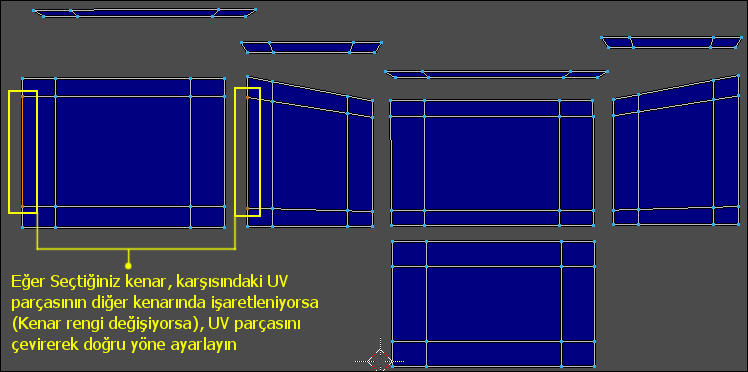 Eğer Seçtiğiniz kenar, karşısındaki UV
parçasının diğer kenarında işaretleniyorsa
(Kenar rengi değişiyorsa), UV parçasını
çevirerek doğru yöne ayarlayın